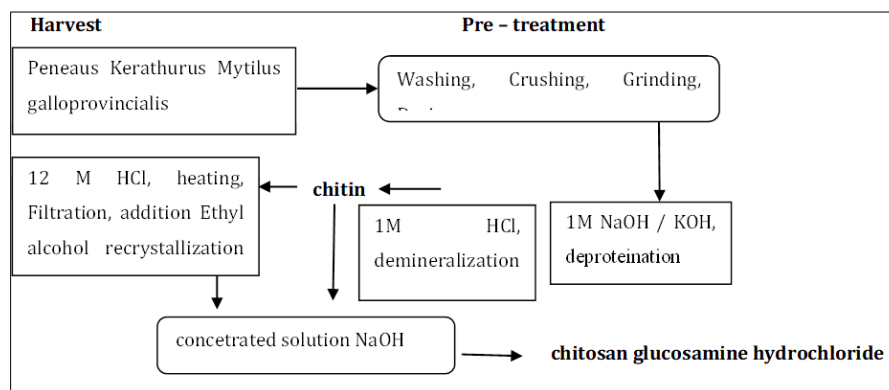 Harvest
Pre – treatment
Peneaus Kerathurus Mytilus
galloprovincialis
Washing, Crushing, Grinding,
12 M HCl, heating,
Filtration, addition Ethyl
alcohol recrystallization
chitin
1M HCl,
demineralization
1M NaOH / KOH,
deproteination
concetrated solution NaOH
chitosan glucosamine hydrochloride